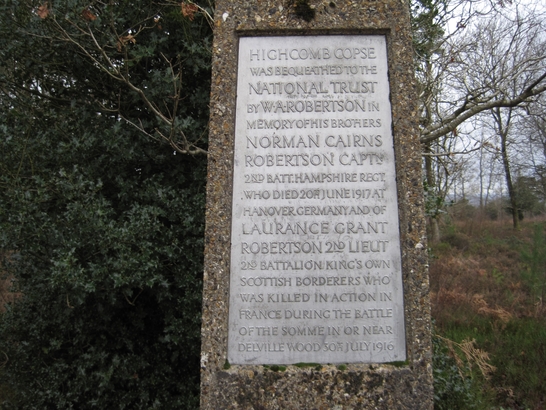 HIGHCOMB COPSE
WAS BEQUEATHED TO THE
NATIONAL TRUST
BY W.A. ROBERTSON IN
MEMORY OF HIS BROTHERS
NORMAN CAIRNS
ROBERTSON CAPTN
2ND BATT. HAMPSHIRE REGT.
WHO DIED 20TH JUNE 1917 AT
HANOVER, GERMANY, AND OF
LAURANCE GRANT
ROBERTSON 2ND LIEUT
2ND BATTALION KING'S OWN
SCOTTISH BORDERERS WHO
WAS KILLED IN ACTION IN
FRANCE DURING THE BATTLE
OF THE SOMME IN OR NEAR
DELVILLE WOOD 30TH JULY 1916